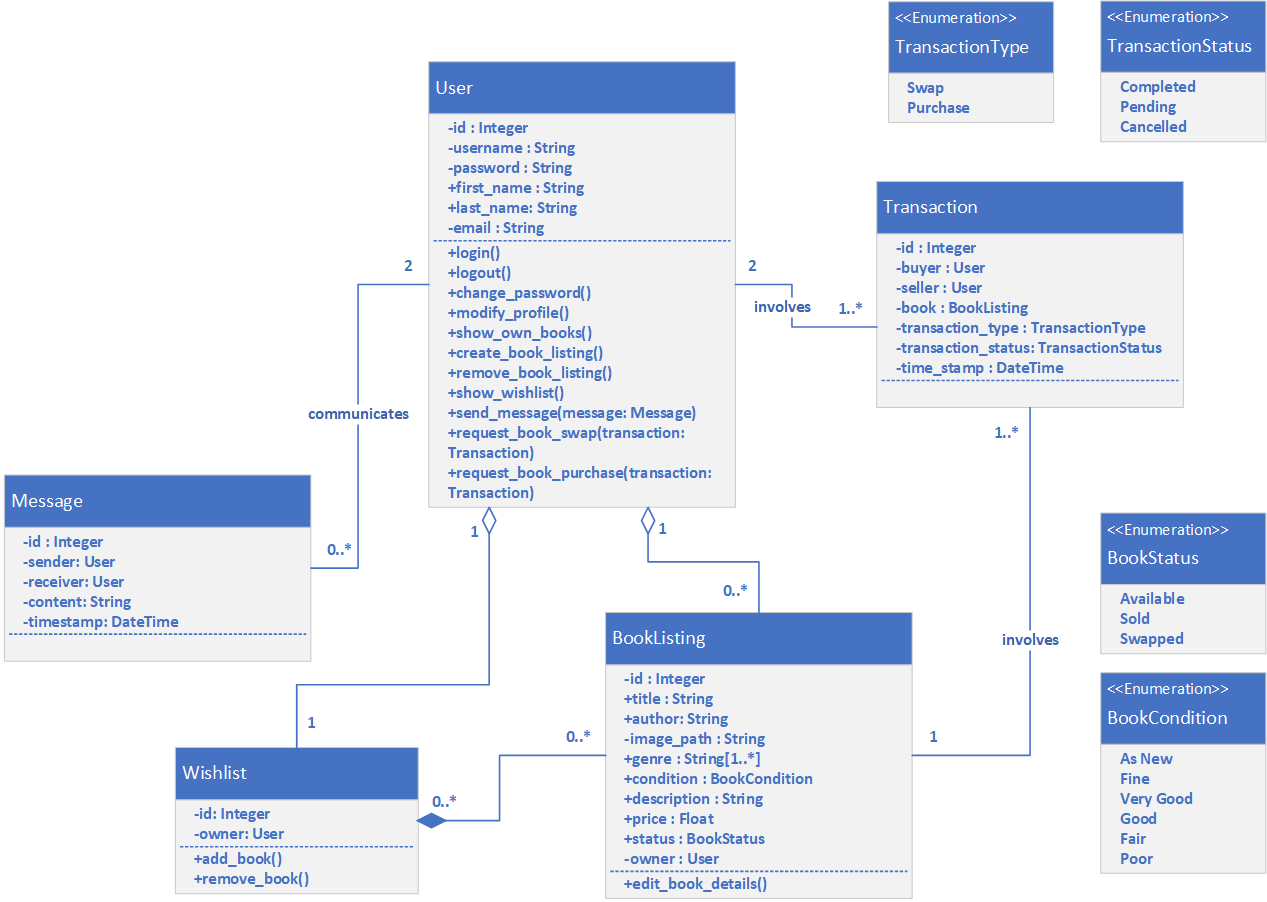 <<Enumeration>>
TransactionType
Swap
Purchase
<<Enumeration>>
TransactionStatus
Completed
Pending
Cancelled
User
-id : Integer
-username : String
-password : String
+first_name : String
+last_name: String
-email : String
+login()
+logout()
+change_password()
+modify_profile()
+show_own_books()
+create_book_listing()
+remove_book_listing()
+show_wishlist()
+send_message(message: Message)
+request_book_swap(transaction:
Transaction)
+request_book_purchase(transaction:
Transaction)
Transaction
-id : Integer
-buyer : User
-seller : User
-book : BookListing
-transaction_type : TransactionType
-transaction_status: TransactionStatus
-time_stamp : DateTime
2
involves
1..*
2
communicates
0..*
Message
-id : Integer
-sender: User
-receiver: User
-content: String
-timestamp: DateTime
1
1
1
0..*
1..*
involves
1
<<Enumeration>>
BookStatus
Available
Sold
Swapped
BookListing
-id : Integer
+title : String
+author: String
-image_path : String
+genre : String[1..*]
+condition : BookCondition
+description : String
+price : Float
+status : BookStatus
-owner : User
+edit_book_details()
<<Enumeration>>
BookCondition
As New
Fine
Very Good
Good
Fair
Poor
0..*
0..*
Wishlist
-id: Integer
-owner: User
+add_book()
+remove_book()